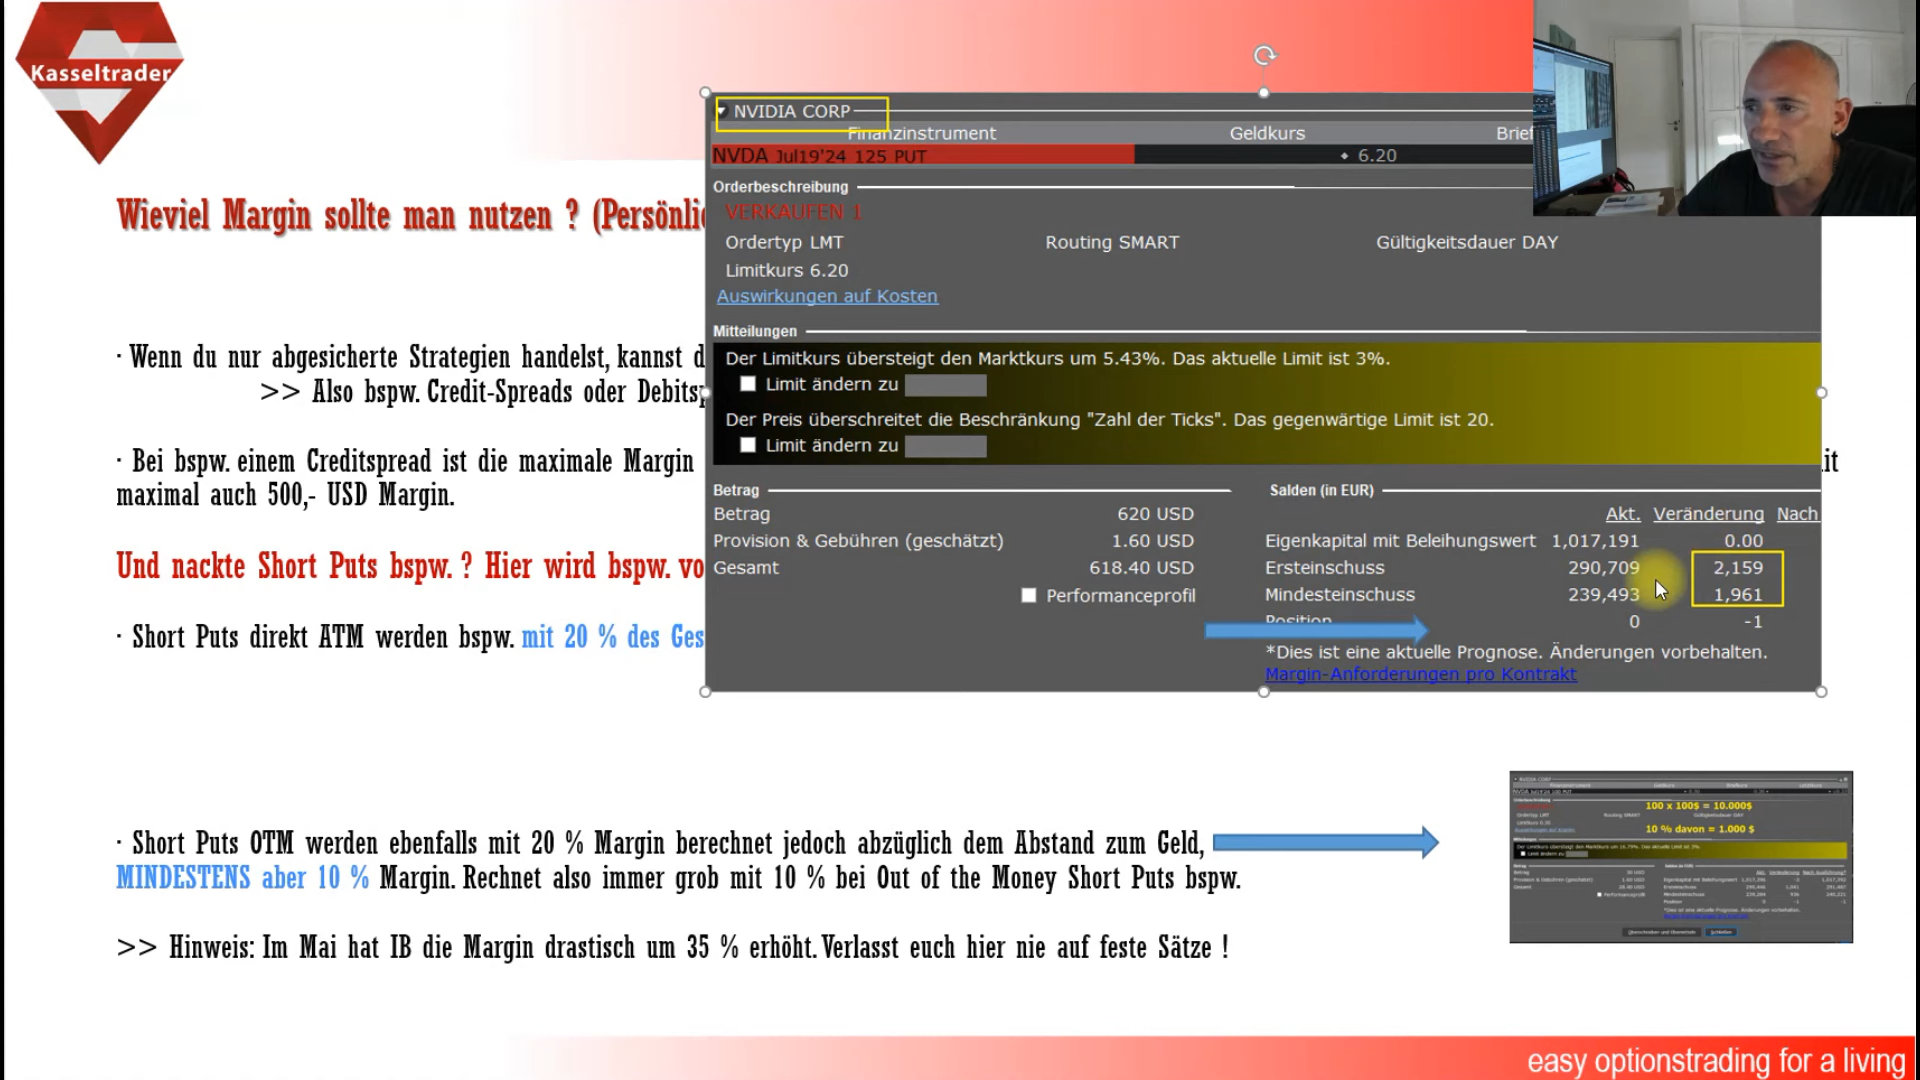 Kasseltrader
Wieviel Margin sollte man nutzen ? (Persönli
· Wenn du nur abgesicherte Strategien handelst, kannst d
>> Also bspw. Credit-Spreads oder Debitsp
· Bei bspw. einem Creditspread ist die maximale Margin it
maximal auch 500,- USD Margin.
Und nackte Short Puts bspw. ? Hier wird bspw. vo
· Short Puts direkt ATM werden bspw. mit 20 % des Ges
NVIDIA CORP
Finanzinstrument Geldkurs Brief
NVDA Jul19'24 125 PUT 6.20
Orderbeschreibung
VERKAUFEN 1
Ordertyp LMT Routing SMART Gültigkeitsdauer DAY
Limitkurs 6.20
Auswirkungen auf Kosten
Mitteilungen
Der Limitkurs übersteigt den Marktkurs um 5.43%. Das aktuelle Limit ist 3%.
Limit ändern zu
Der Preis überschreitet die Beschränkung "Zahl der Ticks". Das gegenwärtige Limit ist 20.
Limit ändern zu
Betrag
Betrag 620 USD
Provision & Gebühren (geschätzt) 1.60 USD
Gesamt 618.40 USD
Performanceprofil
Salden (in EUR)
Akt. Veränderung Nach
Eigenkapital mit Beleihungswert 1,017,191 0.00
Ersteinschuss 290,709 2,159
Mindesteinschuss 239,493 1,961
Position 0 -1
*Dies ist eine aktuelle Prognose. Änderungen vorbehalten.
Margin-Anforderungen pro Kontrakt
· Short Puts OTM werden ebenfalls mit 20 % Margin berechnet jedoch abzüglich dem Abstand zum Geld,
MINDESTENS aber 10 % Margin. Rechnet also immer grob mit 10 % bei Out of the Money Short Puts bspw.
>> Hinweis: Im Mai hat IB die Margin drastisch um 35 % erhöht. Verlasst euch hier nie auf feste Sätze !
100 x 100$ = 10.000$
10 % davon = 1.000 $
easy optionstrading for a living